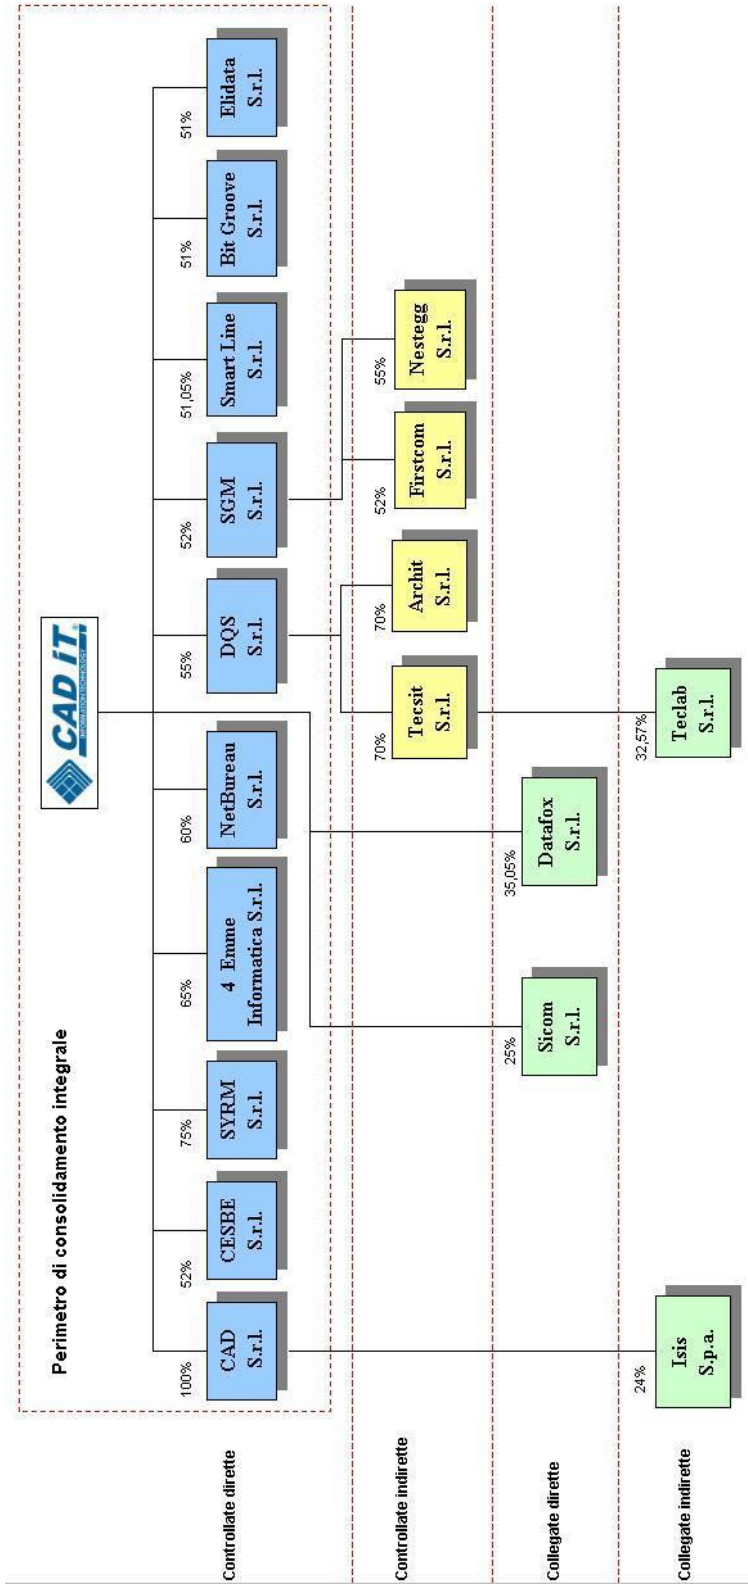 CAD iT®
INFORMATION TECHNOLOGY
Perimetro di consolidamento integrale
Controllate dirette
100%
CAD
S.r.l.
52%
CESBE
S.r.l.
75%
SYRM
S.r.l.
65%
4 Emme
Informatica S.r.l.
60%
NetBureau
S.r.l.
55%
DQS
S.r.l.
52%
SGM
S.r.l.
51,05%
Smart Line
S.r.l.
51%
Bit Groove
S.r.l.
51%
Elidata
S.r.l.
Controllate indirette
70%
Tecsit
S.r.l.
70%
Archit
S.r.l.
52%
Firstcom
S.r.l.
55%
Nestegg
S.r.l.
Collegate dirette
25%
Sicom
S.r.l.
35,05%
Datafox
S.r.l.
Collegate indirette
24%
Isis
S.p.a.
32,57%
Teclab
S.r.l.